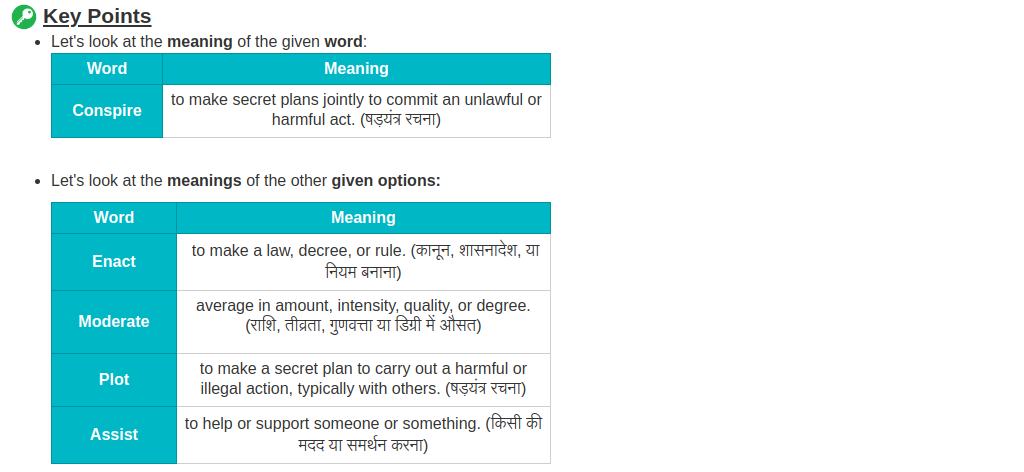 Key Points
Let's look at the meaning of the given word:
Word Meaning
Conspire to make secret plans jointly to commit an unlawful or
harmful act. (षड़यंत्र रचना)
Let's look at the meanings of the other given options:
Word Meaning
Enact to make a law, decree, or rule. (कानून, शासनादेश, या
नियम बनाना)
Moderate average in amount, intensity, quality, or degree.
(राशि, तीव्रता, गुणवत्ता या डिग्री में औसत)
Plot to make a secret plan to carry out a harmful or
illegal action, typically with others. (षड़यंत्र रचना)
Assist to help or support someone or something. (किसी की
मदद या समर्थन करना)